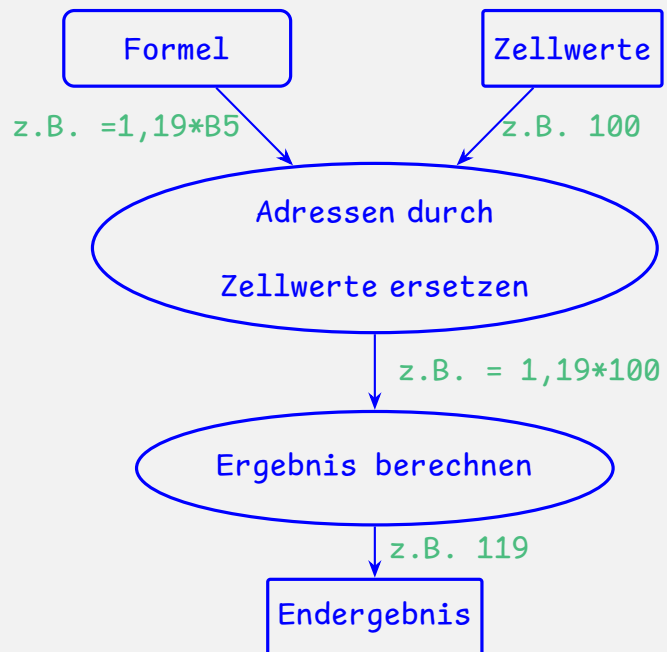 Formel
Zellwerte
z.B. =1,19*B5
z.B. 100
Adressen durch
Zellwerte ersetzen
z.B. = 1,19*100
Ergebnis berechnen
z.B. 119
Endergebnis